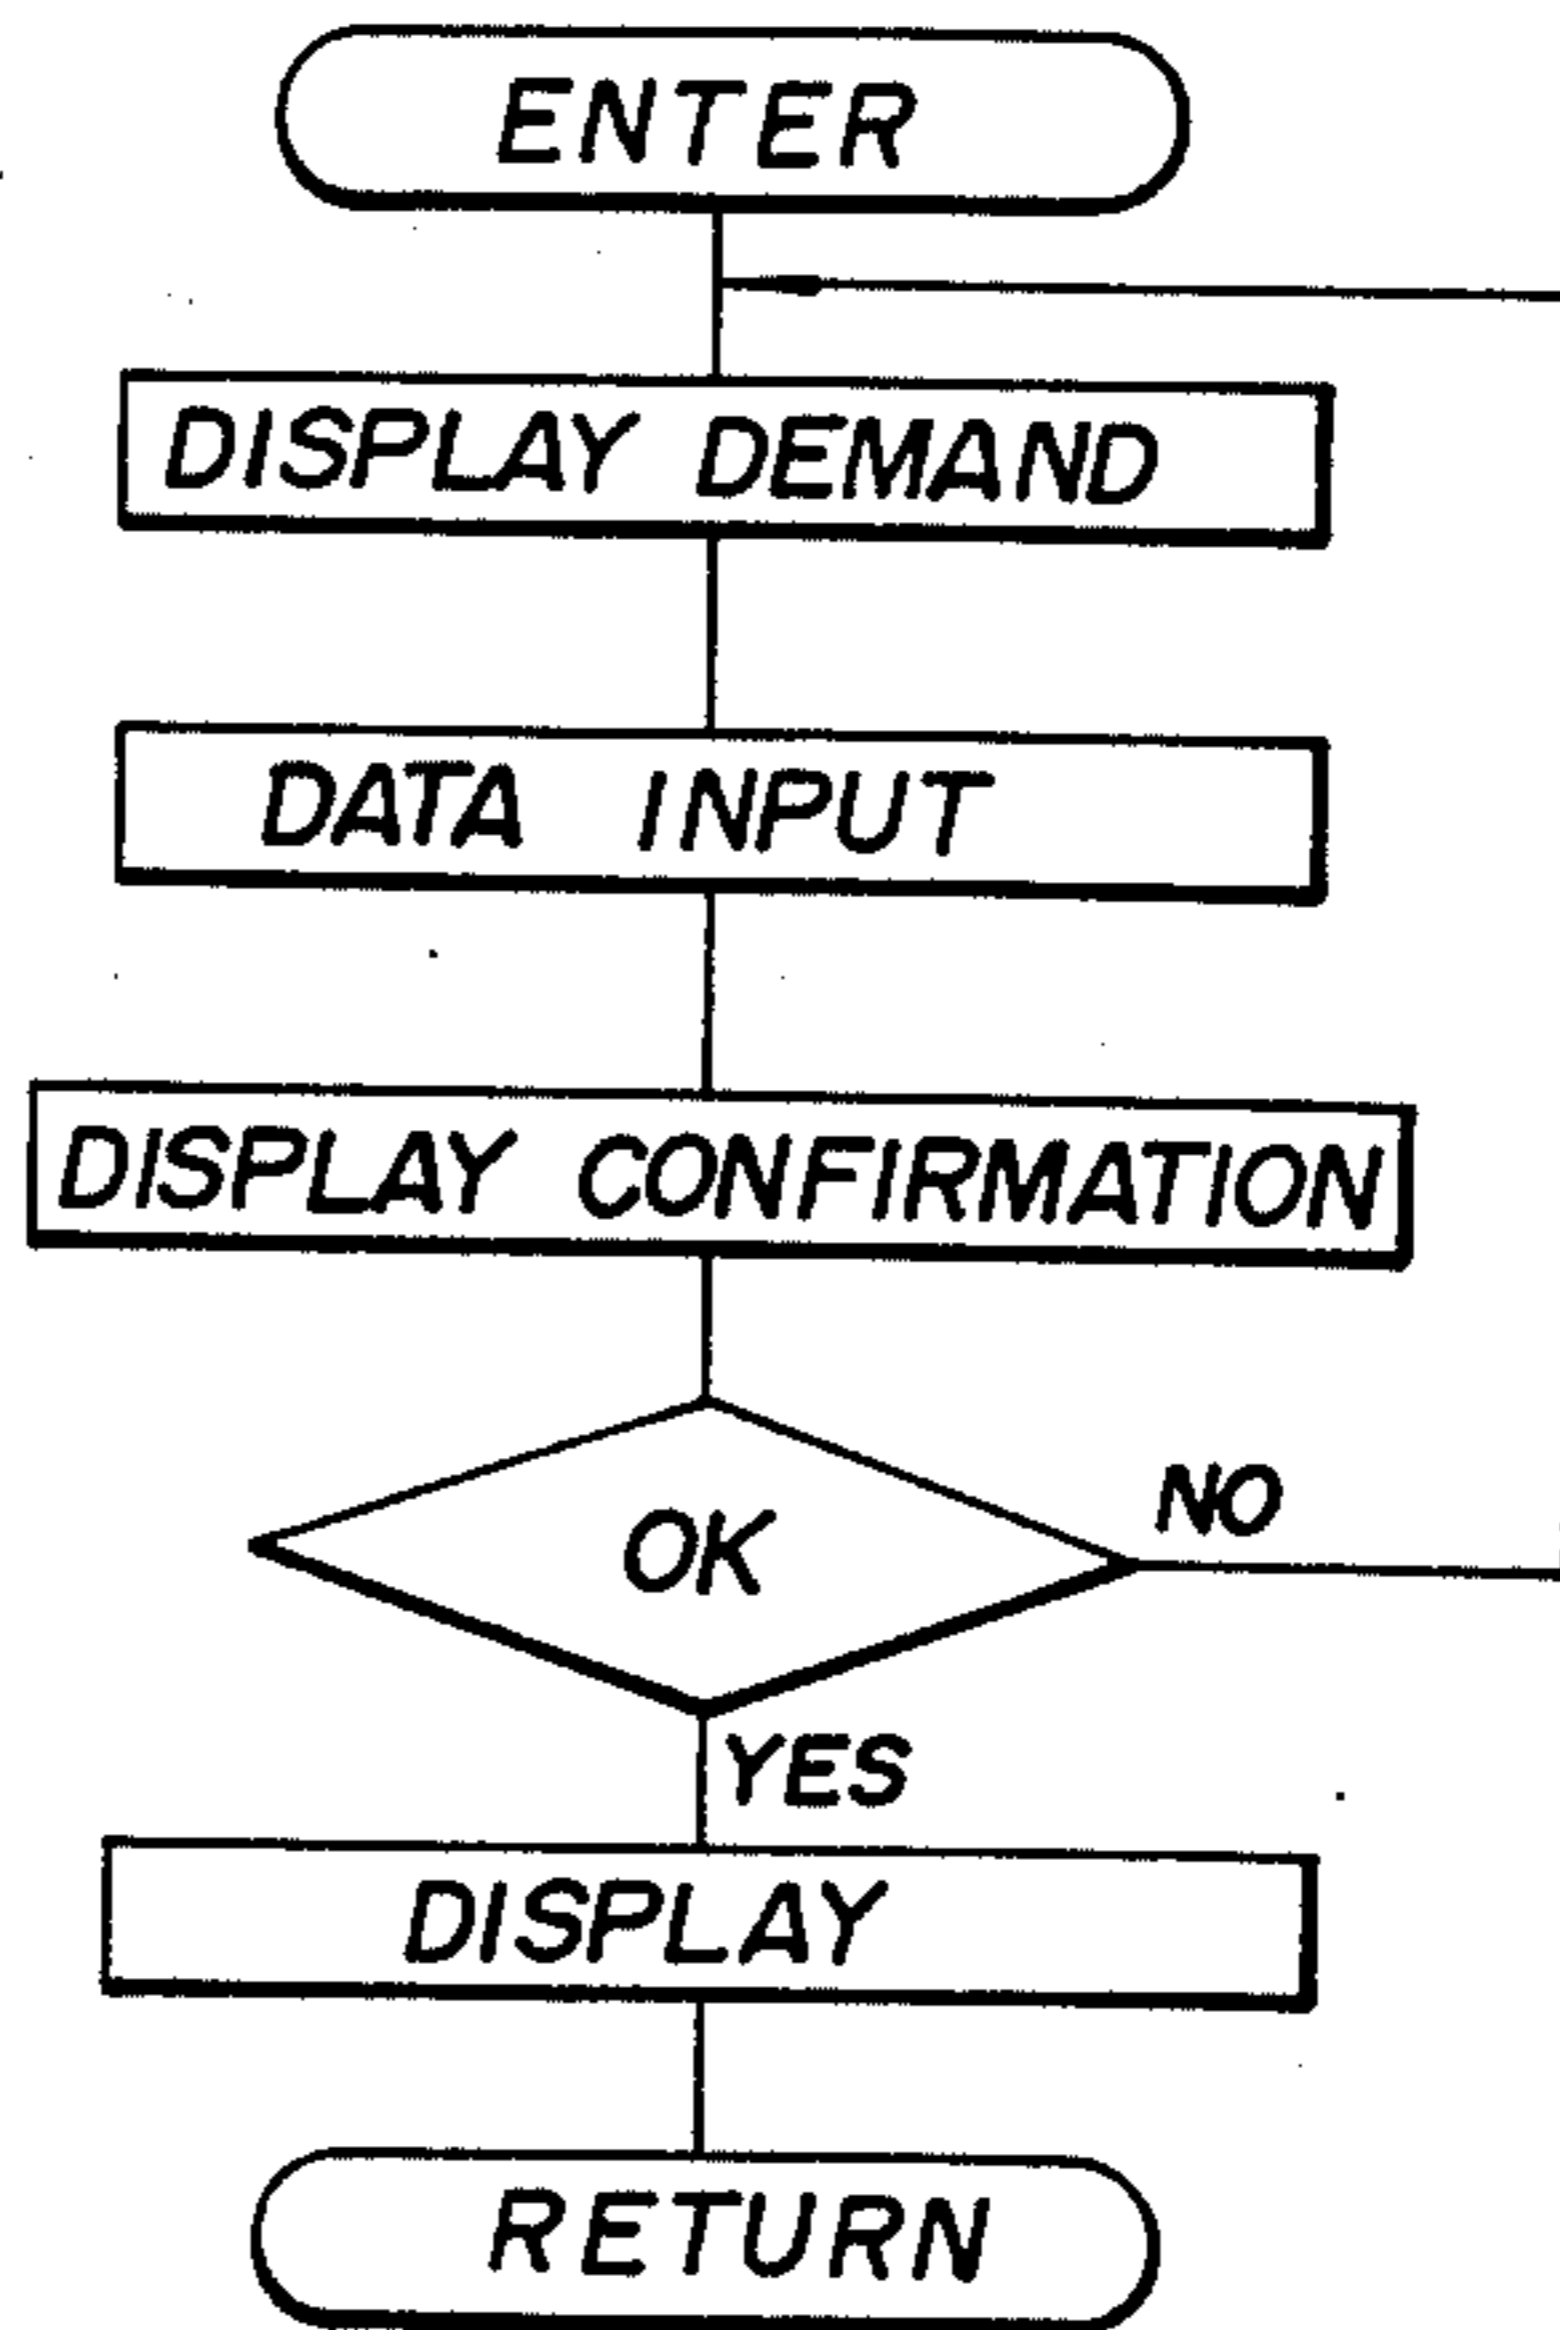 ENTER
DISPLAY DEMAND
DATA INPUT
DISPLAY CONFIRMATION
OK
NO
YES
DISPLAY
RETURN